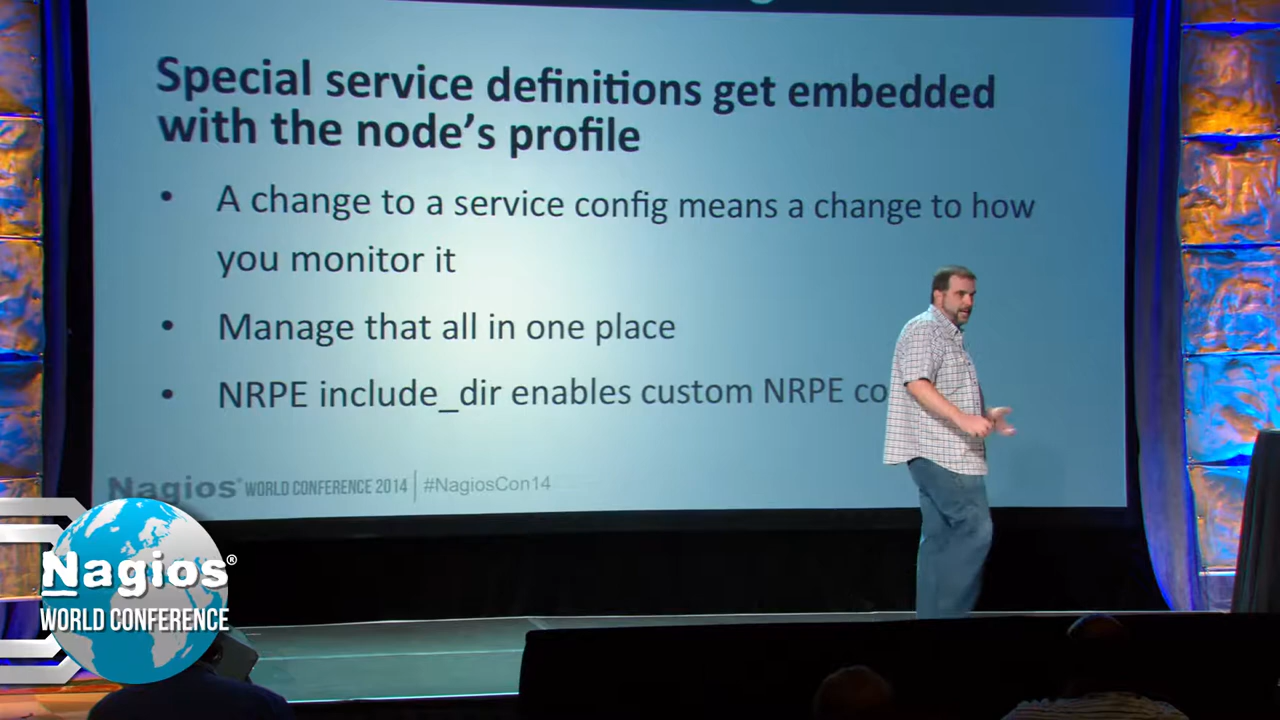 Special service definitions get embedded
with the node's profile
• A change to a service config means a change to how
you monitor it
• Manage that all in one place
• NRPE include_dir enables custom NRPE
Nagios® WORLD CONFERENCE 2014 | #NagiosCon14
Nagios®
WORLD CONFERENCE